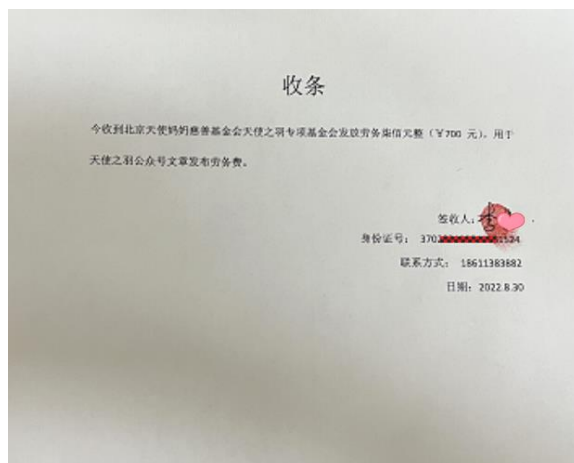 收条
今收到北京天使妈妈慈善基金会天使之羽专项基金会发放劳务柒佰元整（￥700 元）。用于
天使之羽公众号文章发布劳务费。
签收人：李
身份证号： 370
联系方式： 18611383882
日期：2022.8.30